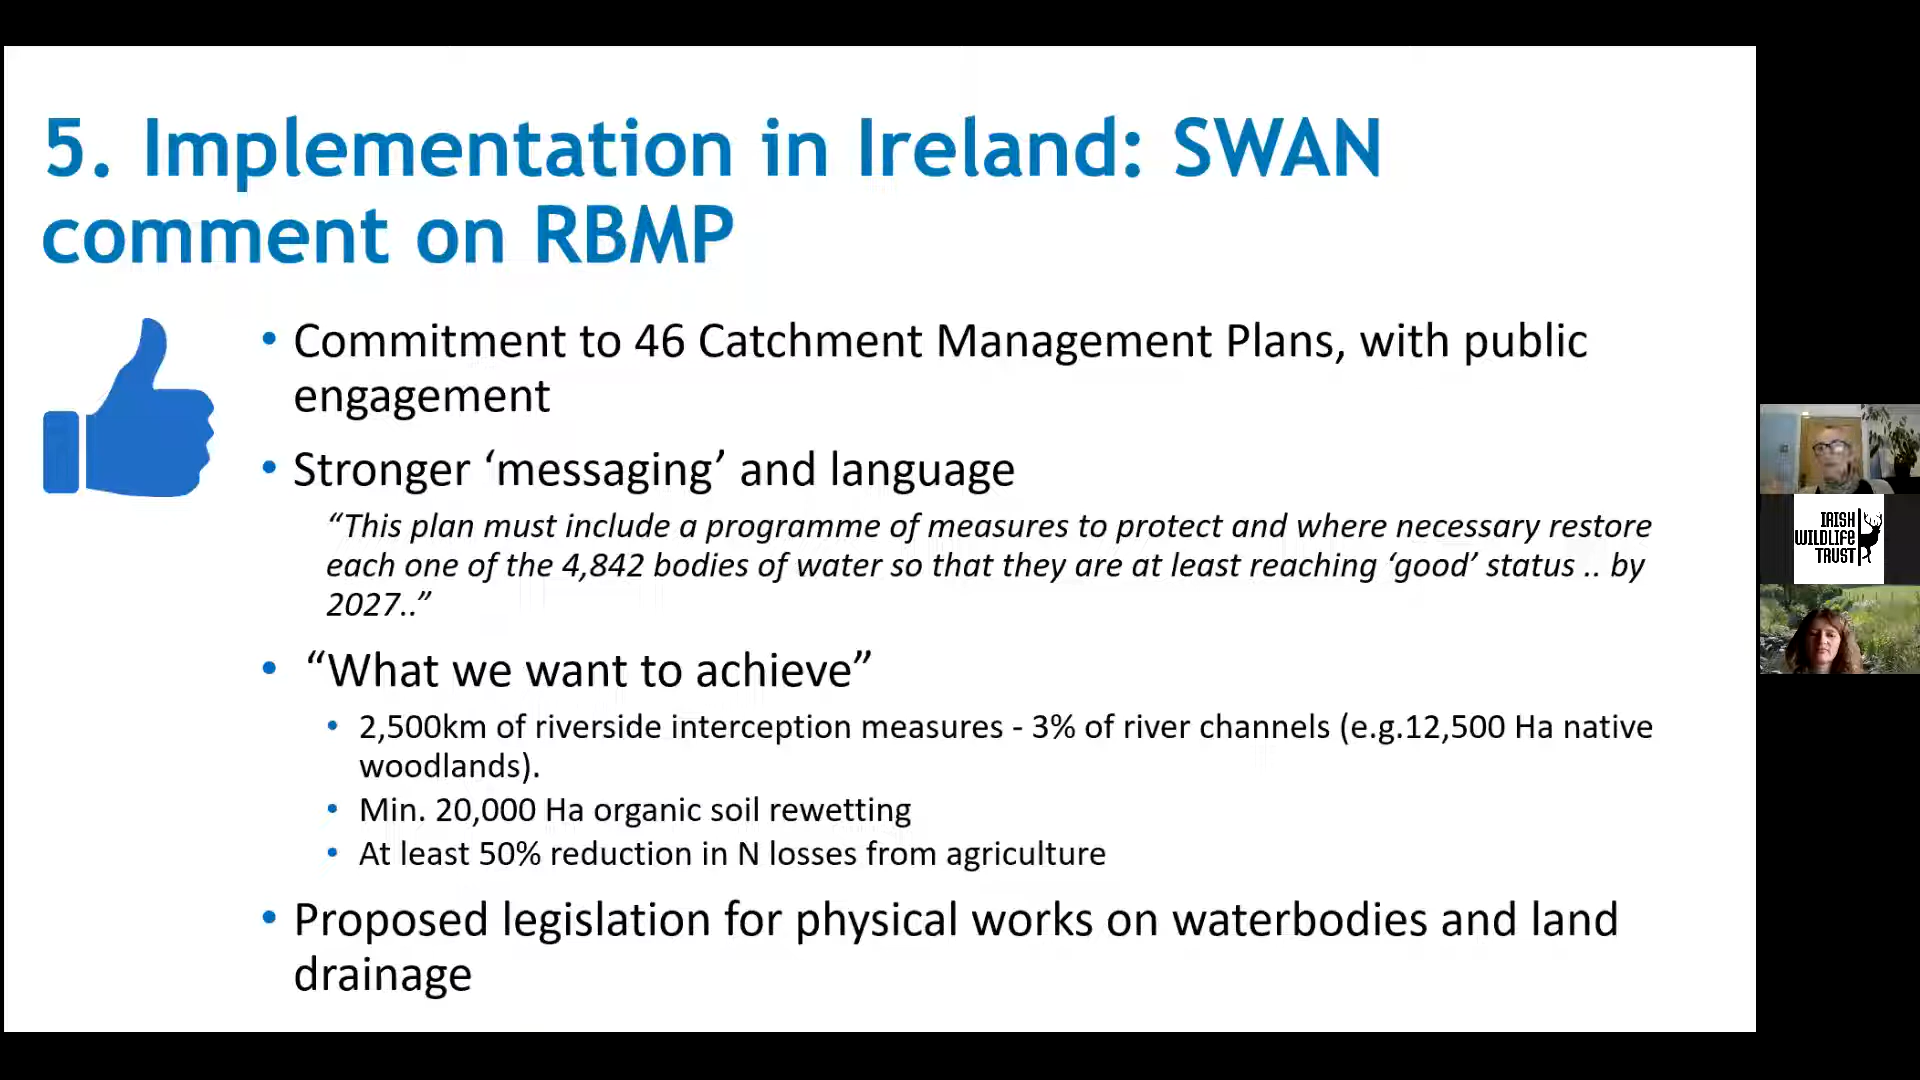 5. Implementation in Ireland: SWAN
comment on RBMP
• Commitment to 46 Catchment Management Plans, with public
engagement
• Stronger ‘messaging’ and language
“This plan must include a programme of measures to protect and where necessary restore
each one of the 4,842 bodies of water so that they are at least reaching ‘good’ status .. by
2027..”
• “What we want to achieve”
• 2,500km of riverside interception measures - 3% of river channels (e.g.12,500 Ha native
woodlands).
• Min. 20,000 Ha organic soil rewetting
• At least 50% reduction in N losses from agriculture
• Proposed legislation for physical works on waterbodies and land
drainage
IRISH
WILDLIFE
TRUST